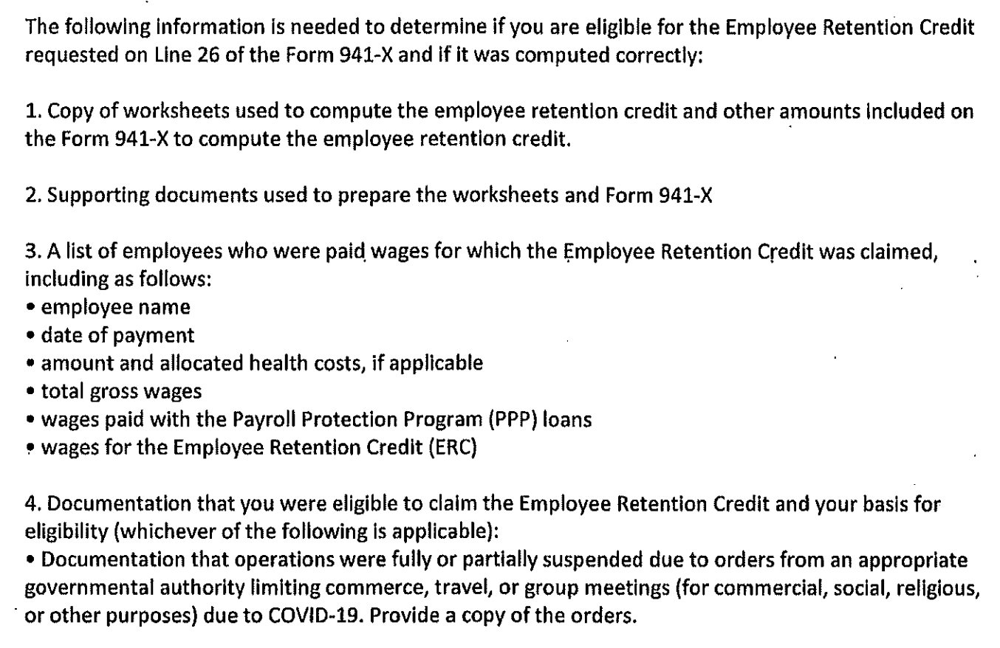 The following information is needed to determine if you are eligible for the Employee Retention Credit
requested on Line 26 of the Form 941-X and if it was computed correctly:
1. Copy of worksheets used to compute the employee retention credit and other amounts included on
the Form 941-X to compute the employee retention credit.
2. Supporting documents used to prepare the worksheets and Form 941-X
3. A list of employees who were paid wages for which the Employee Retention Credit was claimed,
including as follows:
• employee name
• date of payment
• amount and allocated health costs, if applicable
• total gross wages
• wages paid with the Payroll Protection Program (PPP) loans
• wages for the Employee Retention Credit (ERC)
4. Documentation that you were eligible to claim the Employee Retention Credit and your basis for
eligibility (whichever of the following is applicable):
• Documentation that operations were fully or partially suspended due to orders from an appropriate
governmental authority limiting commerce, travel, or group meetings (for commercial, social, religious,
or other purposes) due to COVID-19. Provide a copy of the orders.